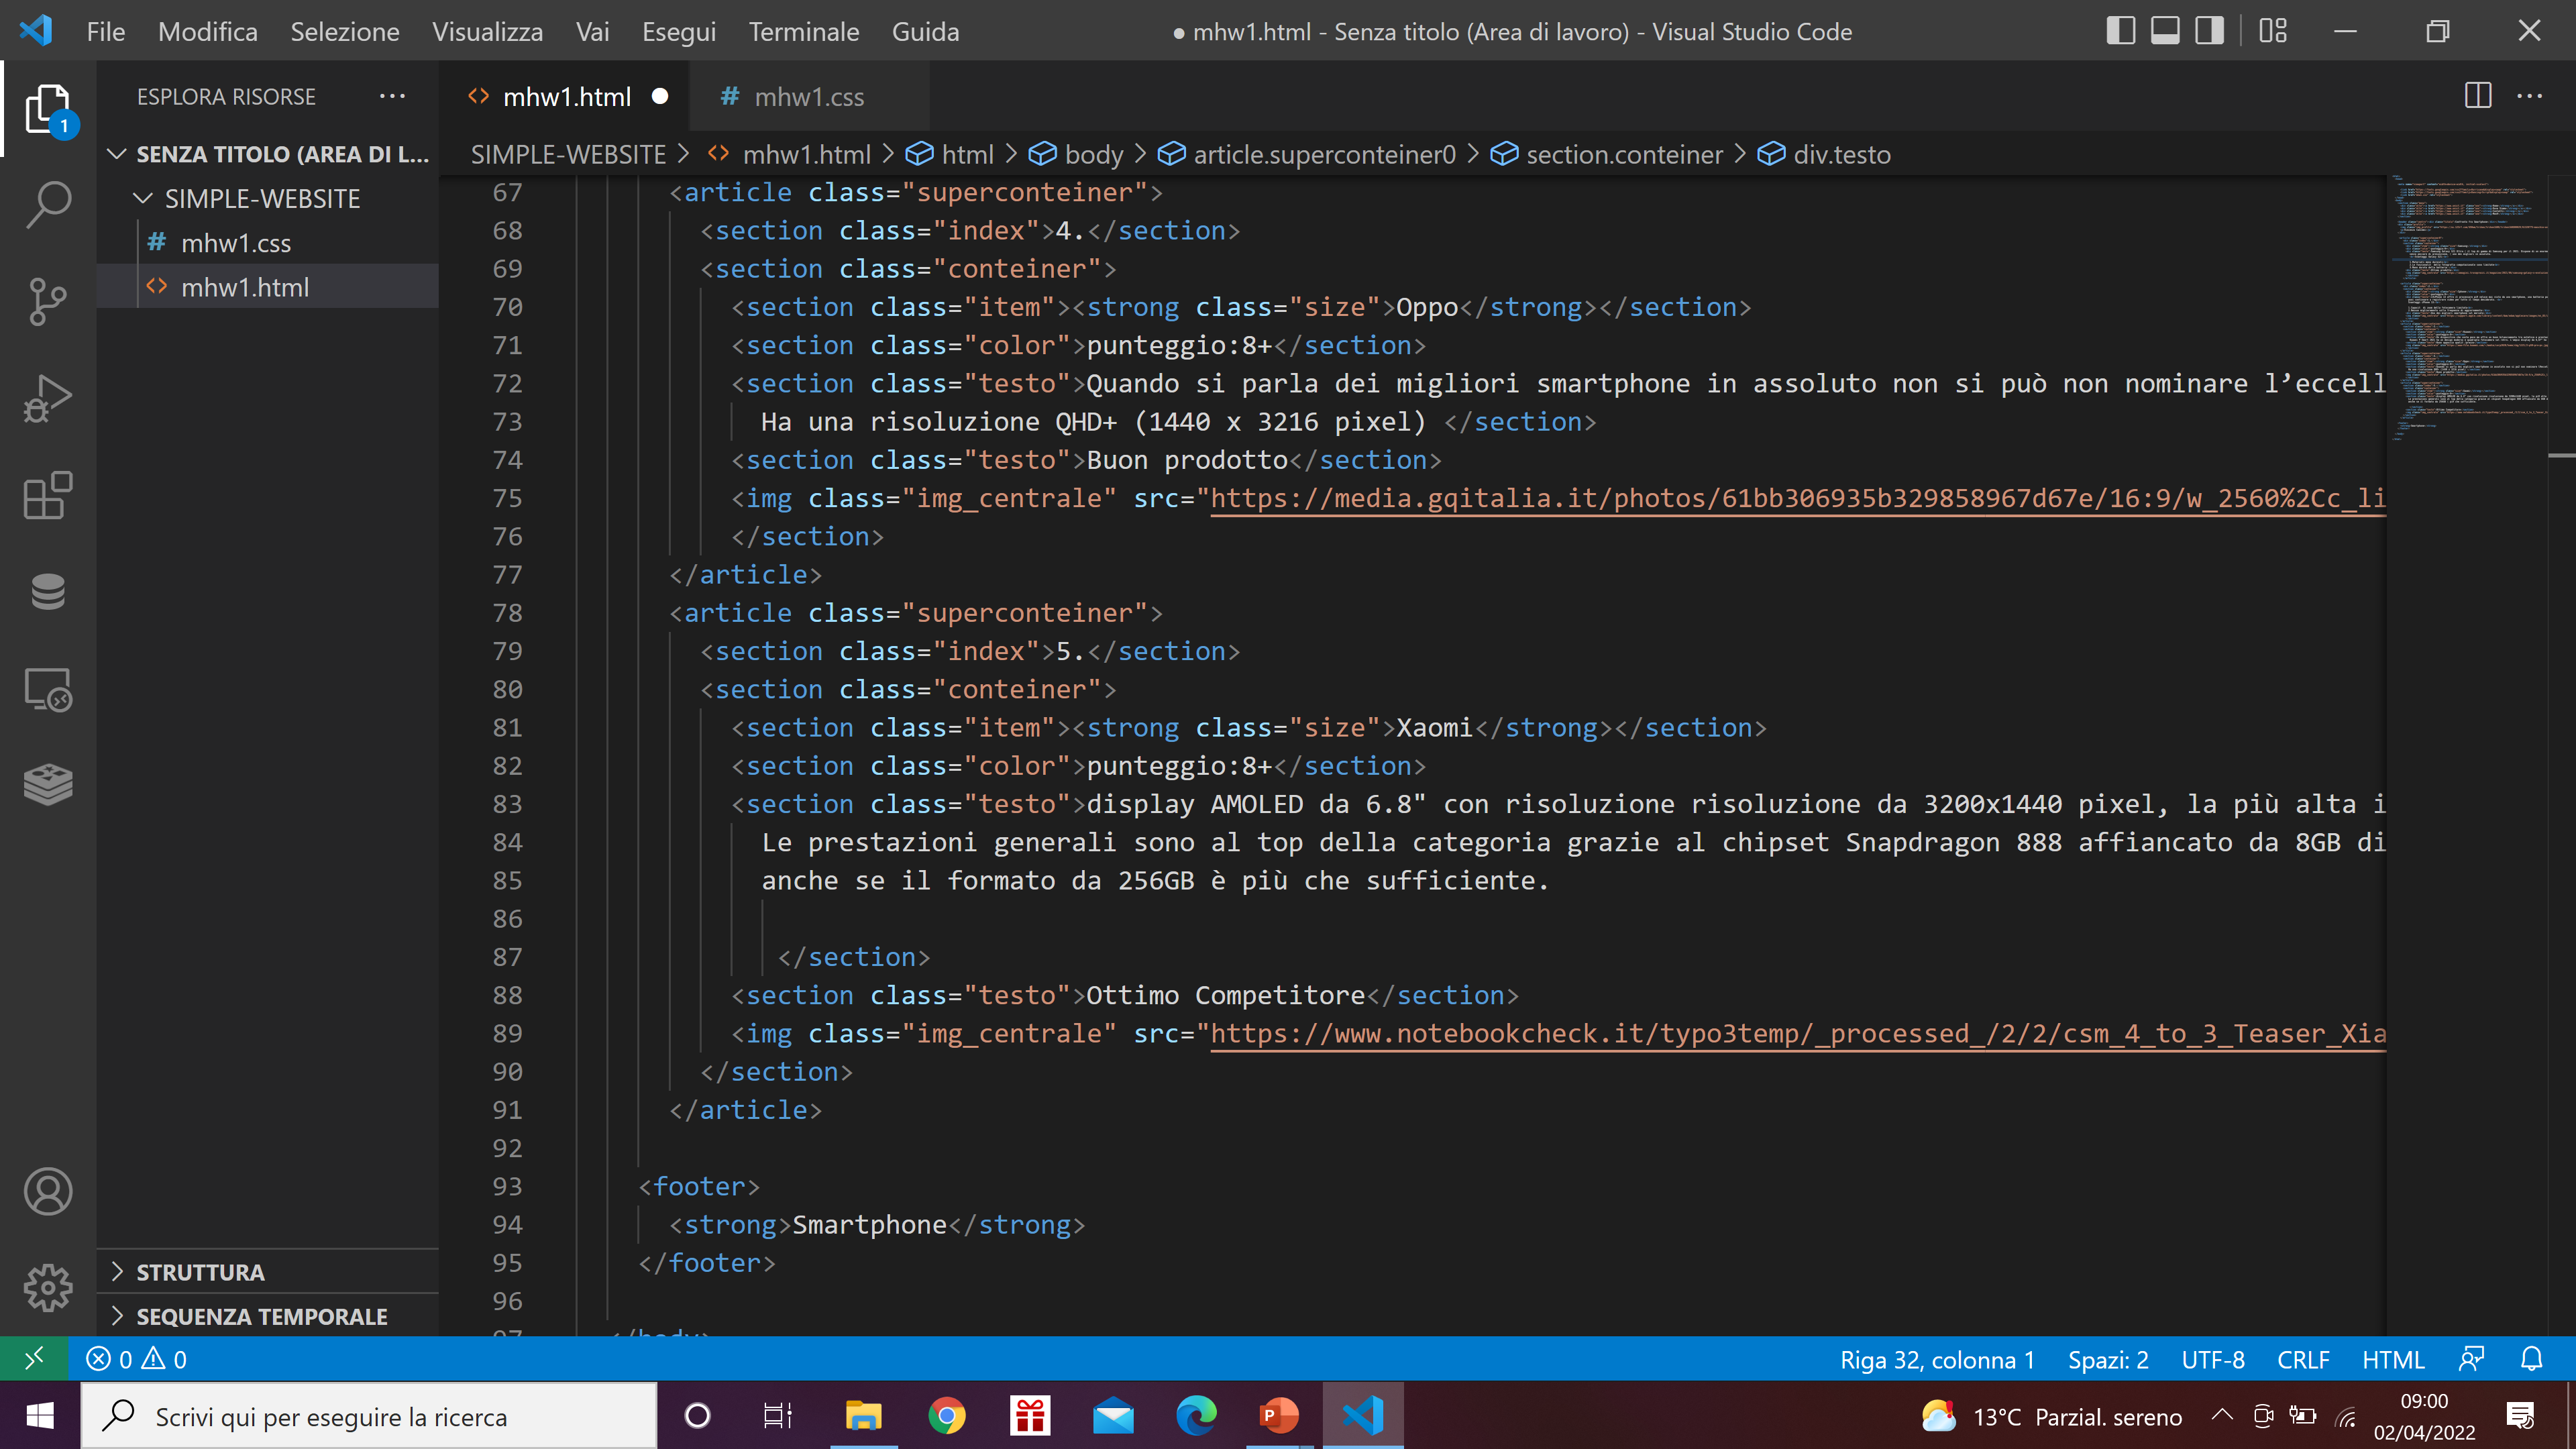 File Modifica Selezione Visualizza Vai Esegui Terminale Guida
● mhw1.html - Senza titolo (Area di lavoro) - Visual Studio Code
ESPLORA RISORSE
1
SENZA TITOLO (AREA DI L...
SIMPLE-WEBSITE
# mhw1.css
<> mhw1.html
STRUTTURA
SEQUENZA TEMPORALE
<> mhw1.html ● # mhw1.css
SIMPLE-WEBSITE > <> mhw1.html > html > body > article.superconteiner0 > section.conteiner > div.testo
67 <article class="superconteiner">
68 <section class="index">4.</section>
69 <section class="conteiner">
70 <section class="item"><strong class="size">Oppo</strong></section>
71 <section class="color">punteggio:8+</section>
72 <section class="testo">Quando si parla dei migliori smartphone in assoluto non si può non nominare l’eccell
73 Ha una risoluzione QHD+ (1440 x 3216 pixel) </section>
74 <section class="testo">Buon prodotto</section>
75 <img class="img_centrale" src="https://media.gqitalia.it/photos/61bb306935b329858967d67e/16:9/w_2560%2Cc_li
76 </section>
77 </article>
78 <article class="superconteiner">
79 <section class="index">5.</section>
80 <section class="conteiner">
81 <section class="item"><strong class="size">Xaomi</strong></section>
82 <section class="color">punteggio:8+</section>
83 <section class="testo">display AMOLED da 6.8" con risoluzione risoluzione da 3200x1440 pixel, la più alta i
84 Le prestazioni generali sono al top della categoria grazie al chipset Snapdragon 888 affiancato da 8GB di
85 anche se il formato da 256GB è più che sufficiente.
86
87 </section>
88 <section class="testo">Ottimo Competitore</section>
89 <img class="img_centrale" src="https://www.notebookcheck.it/typo3temp/_processed_/2/2/csm_4_to_3_Teaser_Xia
90 </section>
91 </article>
92
93 <footer>
94 <strong>Smartphone</strong>
95 </footer>
96
97 </body>
0 0
Riga 32, colonna 1 Spazi: 2 UTF-8 CRLF HTML
Scrivi qui per eseguire la ricerca
13°C Parzial. sereno
09:00
02/04/2022